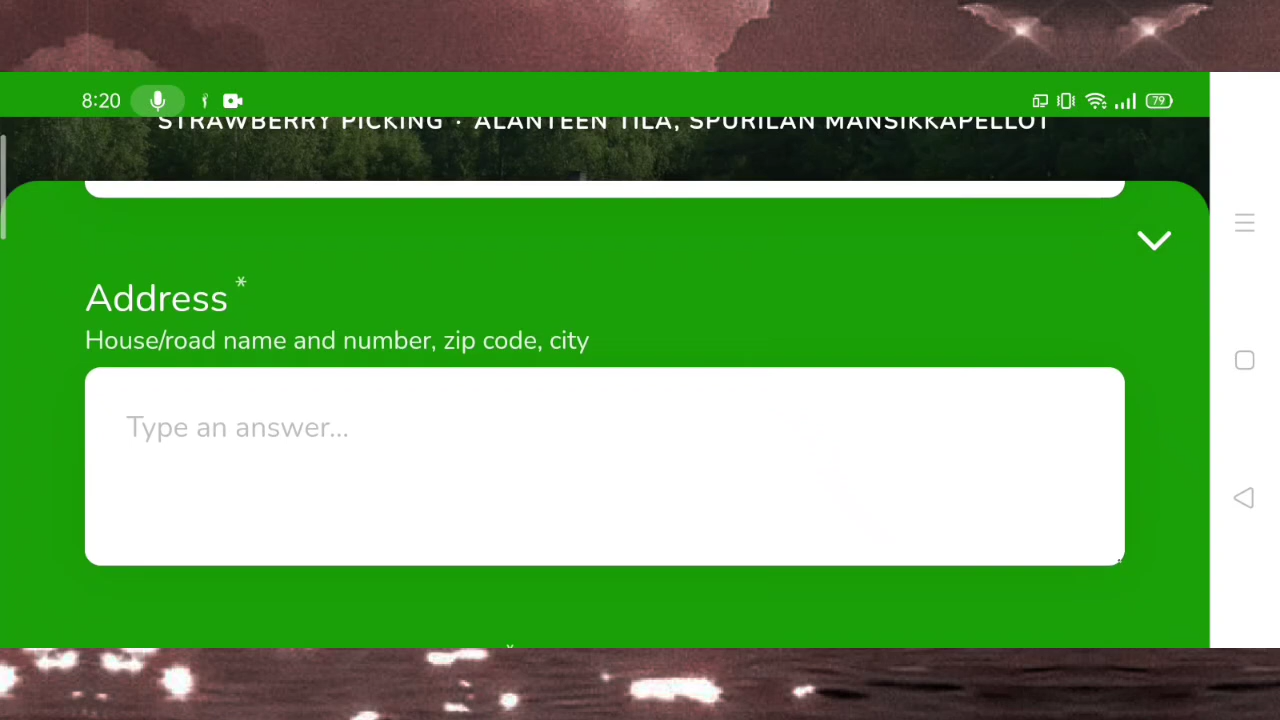 8:20
79
STRAWBERRY PICKING · ALANTEEN TILA, SPURILAN MANSIKKAPELLOT
Address *
House/road name and number, zip code, city
Type an answer...